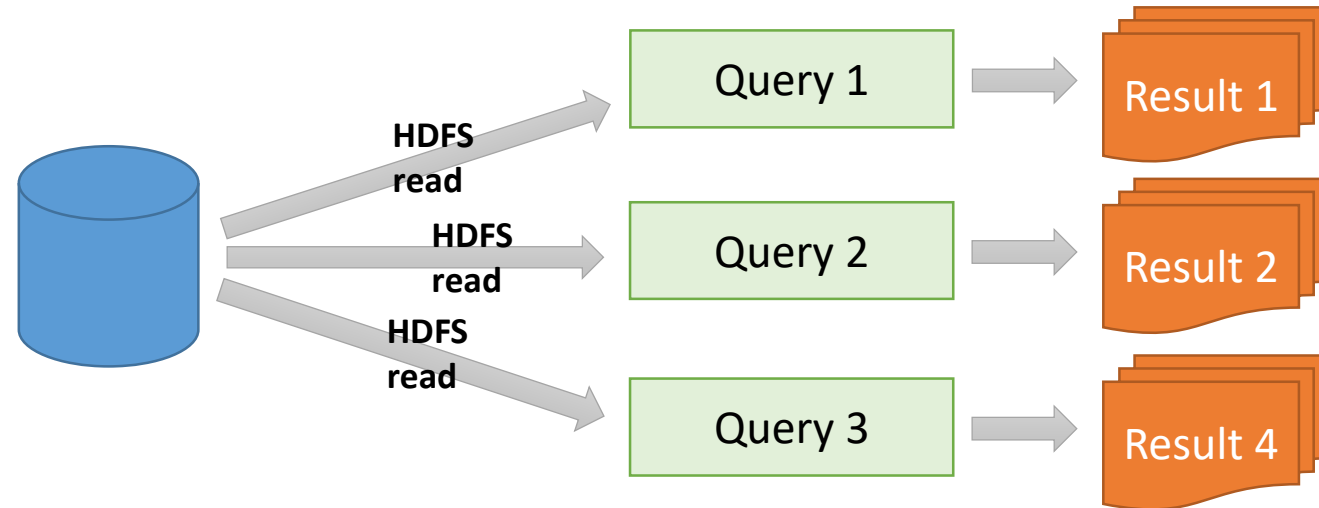 HDFS
read
Query 1
Result 1
HDFS
read
Query 2
Result 2
HDFS
read
Query 3
Result 4